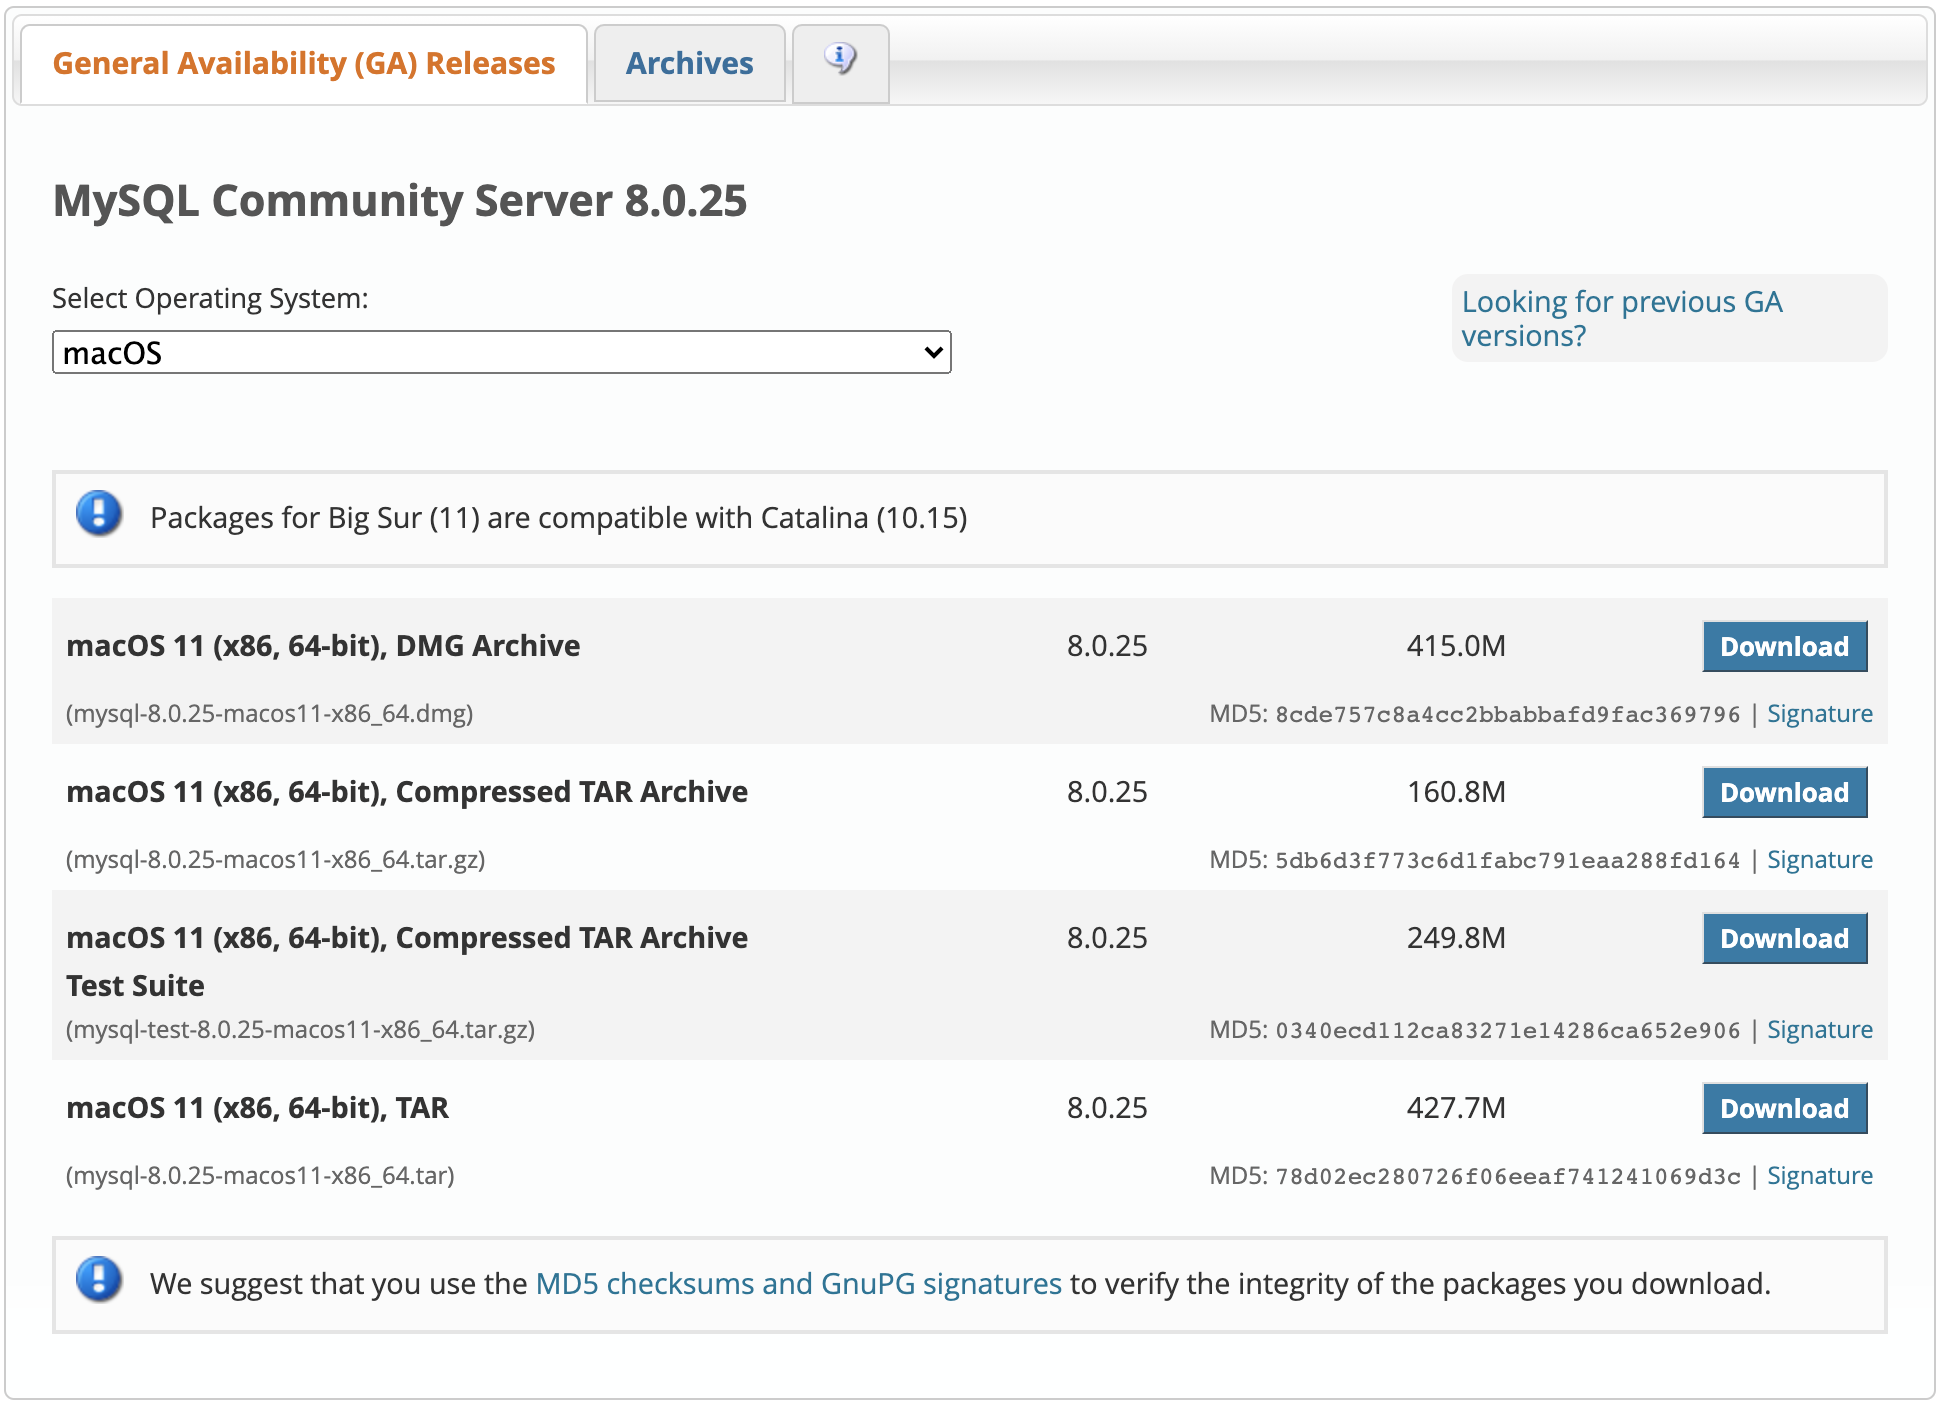 General Availability (GA) Releases
Archives
MySQL Community Server 8.0.25
Select Operating System:
macOS
Looking for previous GA
versions?
Packages for Big Sur (11) are compatible with Catalina (10.15)
macOS 11 (x86, 64-bit), DMG Archive 8.0.25 415.0M Download
(mysql-8.0.25-macos11-x86_64.dmg) MD5: 8cde757c8a4cc2bbabbafd9fac369796 | Signature
macOS 11 (x86, 64-bit), Compressed TAR Archive 8.0.25 160.8M Download
(mysql-8.0.25-macos11-x86_64.tar.gz) MD5: 5db6d3f773c6d1fabc791eaa288fd164 | Signature
macOS 11 (x86, 64-bit), Compressed TAR Archive 8.0.25 249.8M Download
Test Suite
(mysql-test-8.0.25-macos11-x86_64.tar.gz) MD5: 0340ecd112ca83271e14286ca652e906 | Signature
macOS 11 (x86, 64-bit), TAR 8.0.25 427.7M Download
(mysql-8.0.25-macos11-x86_64.tar) MD5: 78d02ec280726f06eeaf741241069d3c | Signature
We suggest that you use the MD5 checksums and GnuPG signatures to verify the integrity of the packages you download.